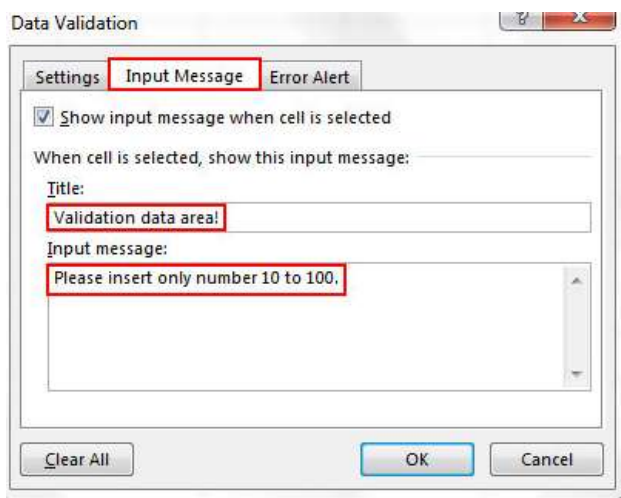 Data Validation
Settings Input Message Error Alert
Show input message when cell is selected
When cell is selected, show this input message:
Title:
Validation data area!
Input message:
Please insert only number 10 to 100.
Clear All OK Cancel